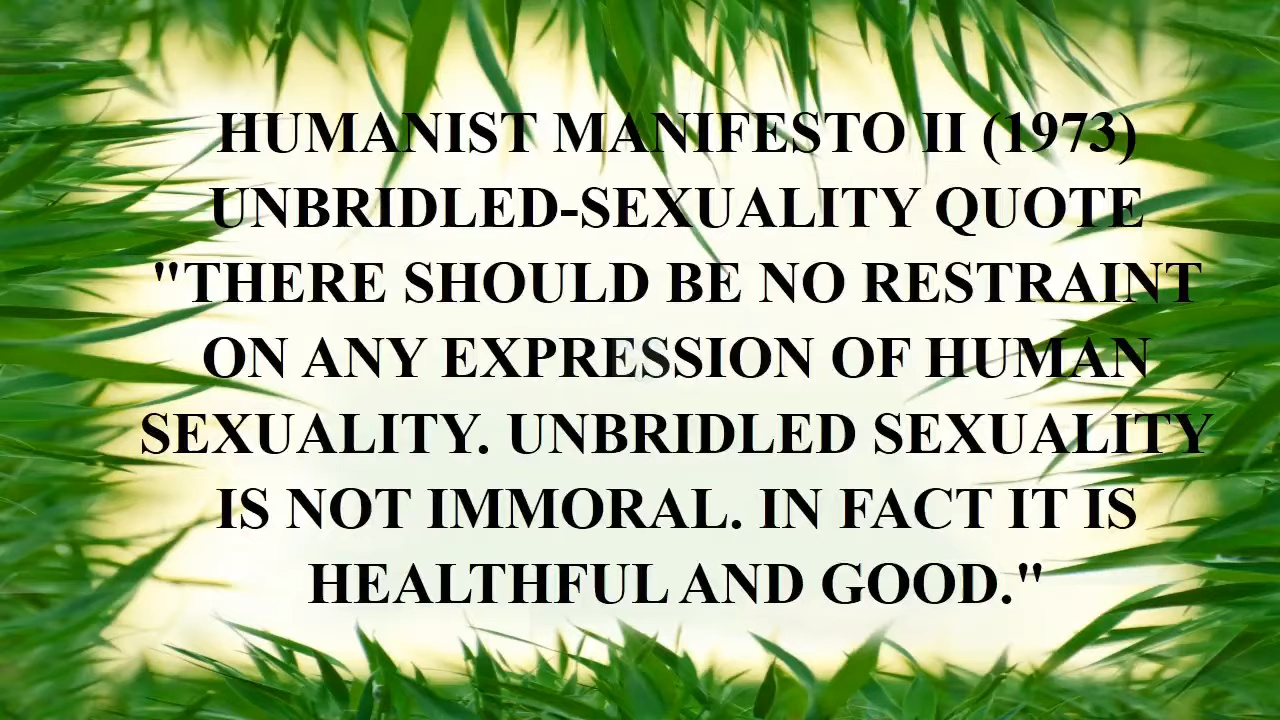 HUMANIST MANIFESTO II (1973)
UNBRIDLED-SEXUALITY QUOTE
"THERE SHOULD BE NO RESTRAINT
ON ANY EXPRESSION OF HUMAN
SEXUALITY. UNBRIDLED SEXUALITY
IS NOT IMMORAL. IN FACT IT IS
HEALTHFUL AND GOOD."